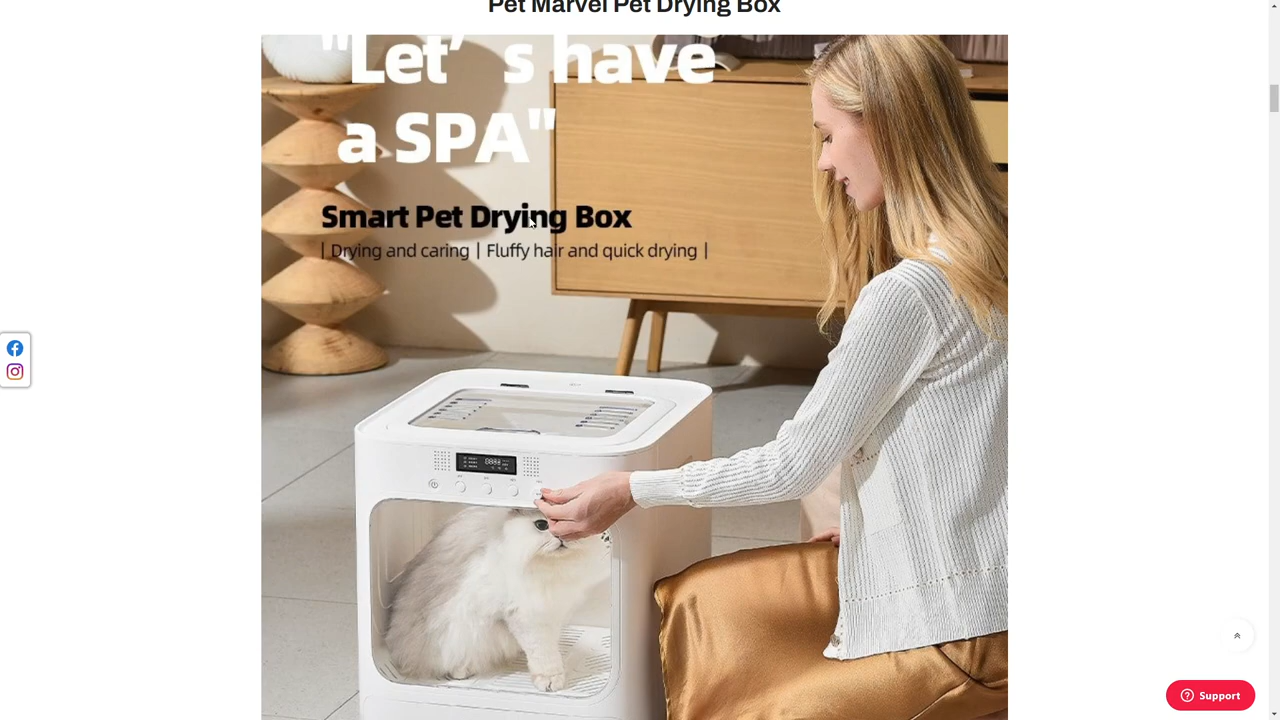 Pet Marvel Pet Drying Box
"Let's have
a SPA"
Smart Pet Drying Box
| Drying and caring | Fluffy hair and quick drying |
Support